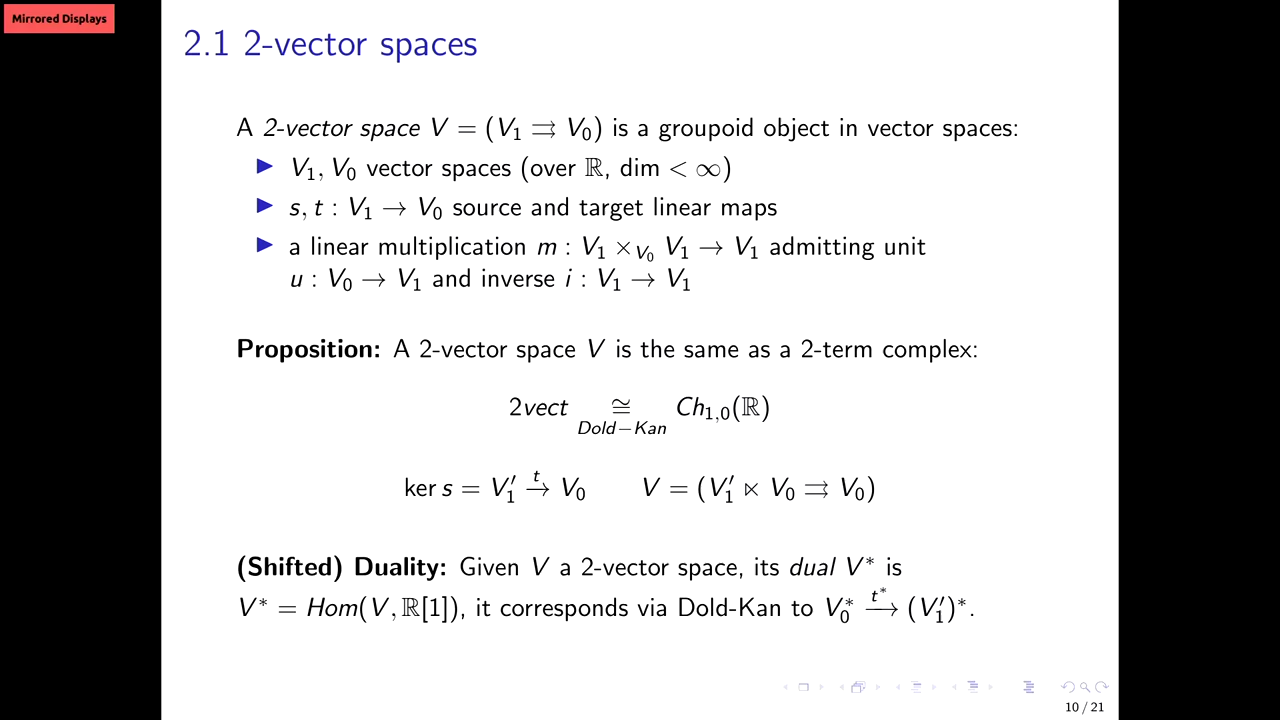 Mirrored Displays
2.1 2-vector spaces
A 2-vector space V = (V₁ ⇉ V₀) is a groupoid object in vector spaces:
▶ V₁, V₀ vector spaces (over ℝ, dim < ∞)
▶ s, t : V₁ → V₀ source and target linear maps
▶ a linear multiplication m : V₁ ×_{V₀} V₁ → V₁ admitting unit
u : V₀ → V₁ and inverse i : V₁ → V₁
Proposition: A 2-vector space V is the same as a 2-term complex:
2vect ≅ Ch₁,₀(ℝ)
Dold−Kan
ker s = V₁′ →^{t} V₀ V = (V₁′ ⋉ V₀ ⇉ V₀)
(Shifted) Duality: Given V a 2-vector space, its dual V* is
V* = Hom(V, ℝ[1]), it corresponds via Dold-Kan to V₀* →^{t*} (V₁′)*.
10 / 21